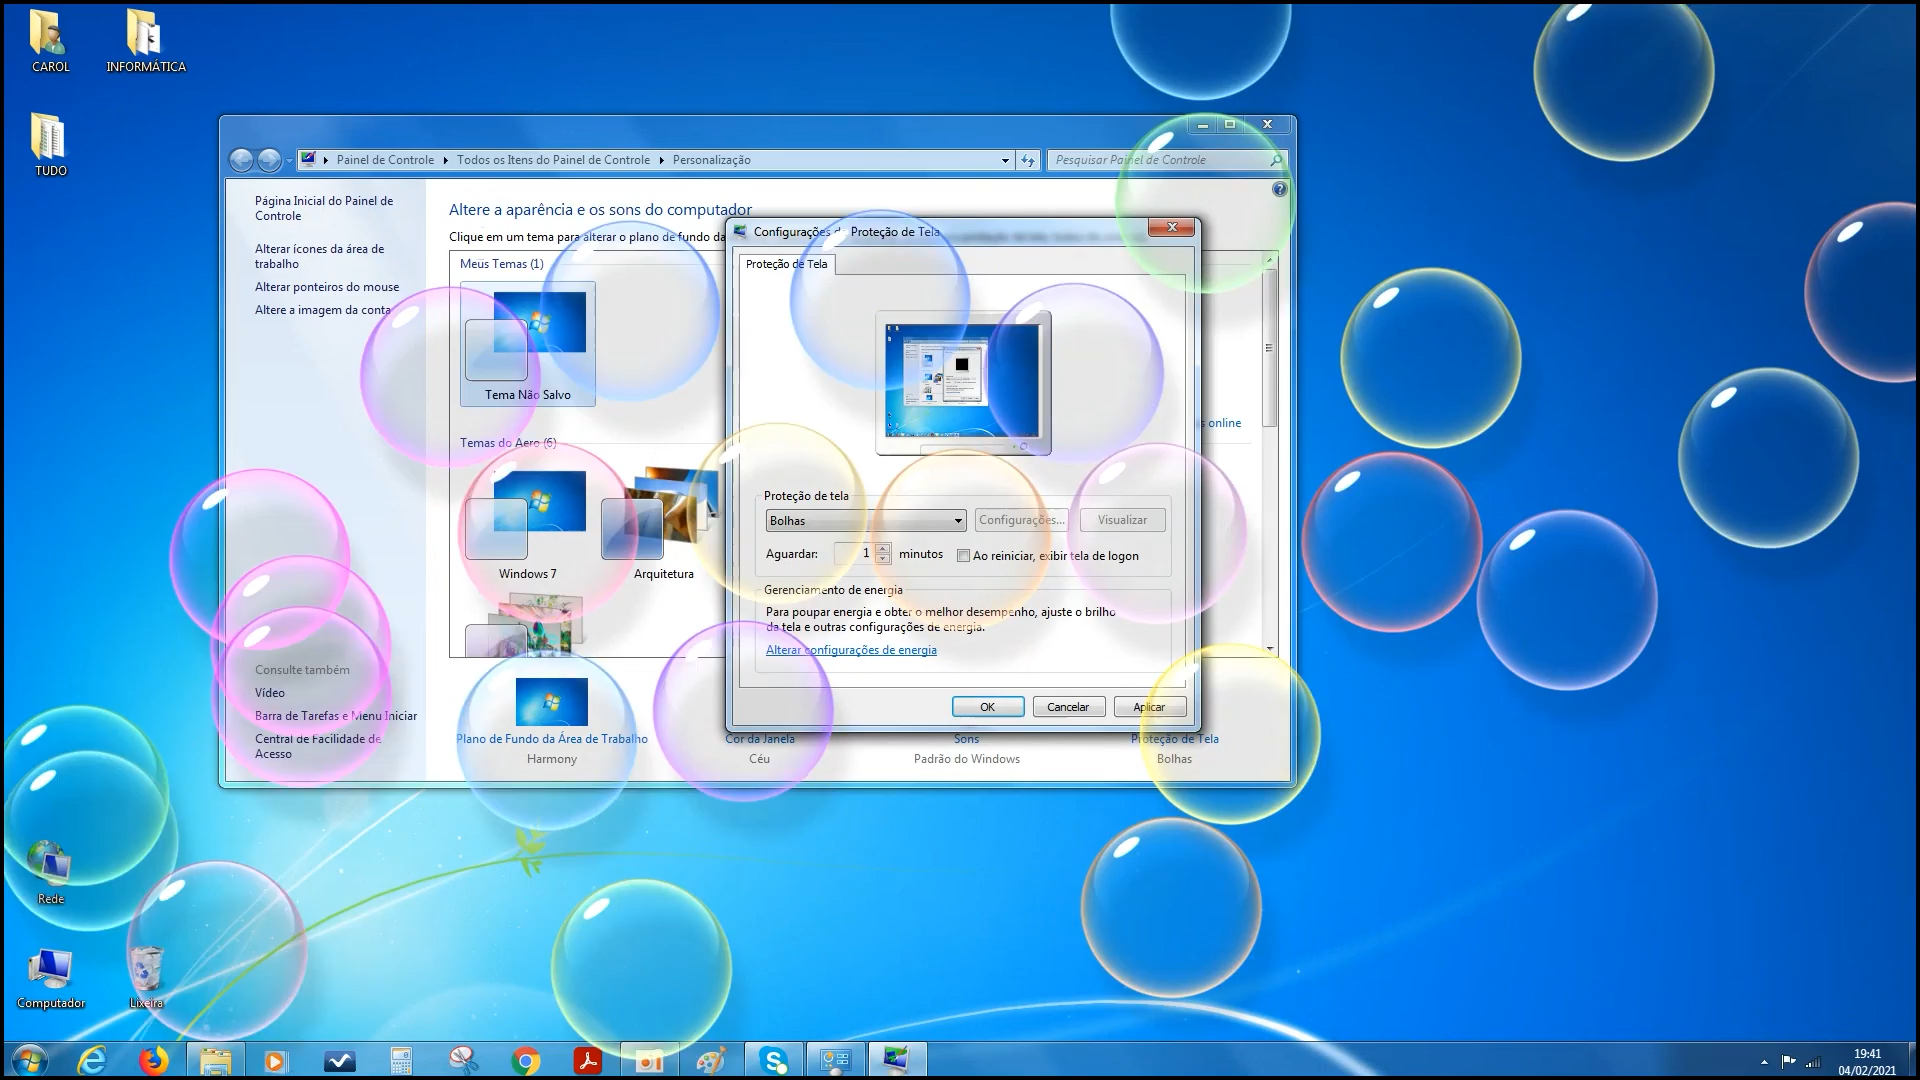 CAROL
INFORMÁTICA
TUDO
Painel de Controle
Todos os Itens do Painel de Controle
Personalização
Pesquisar Painel de Controle
Página Inicial do Painel de
Controle
Alterar ícones da área de
trabalho
Alterar ponteiros do mouse
Altere a imagem da conta
Altere a aparência e os sons do computador
Clique em um tema para alterar o plano de fundo da
Meus Temas (1)
Tema Não Salvo
Temas do Aero (6)
Windows 7
Arquitetura
online
Configurações de Proteção de Tela
Proteção de Tela
Proteção de tela
Bolhas
Configurações...
Visualizar
Aguardar:
1
minutos
Ao reiniciar, exibir tela de logon
Gerenciamento de energia
Para poupar energia e obter o melhor desempenho, ajuste o brilho
da tela e outras configurações de energia.
Alterar configurações de energia
OK
Cancelar
Aplicar
Consulte também
Vídeo
Barra de Tarefas e Menu Iniciar
Central de Facilidade de
Acesso
Plano de Fundo da Área de Trabalho
Harmony
Cor da Janela
Céu
Sons
Padrão do Windows
Proteção de Tela
Bolhas
Rede
Computador
Lixeira
19:41
04/02/2021